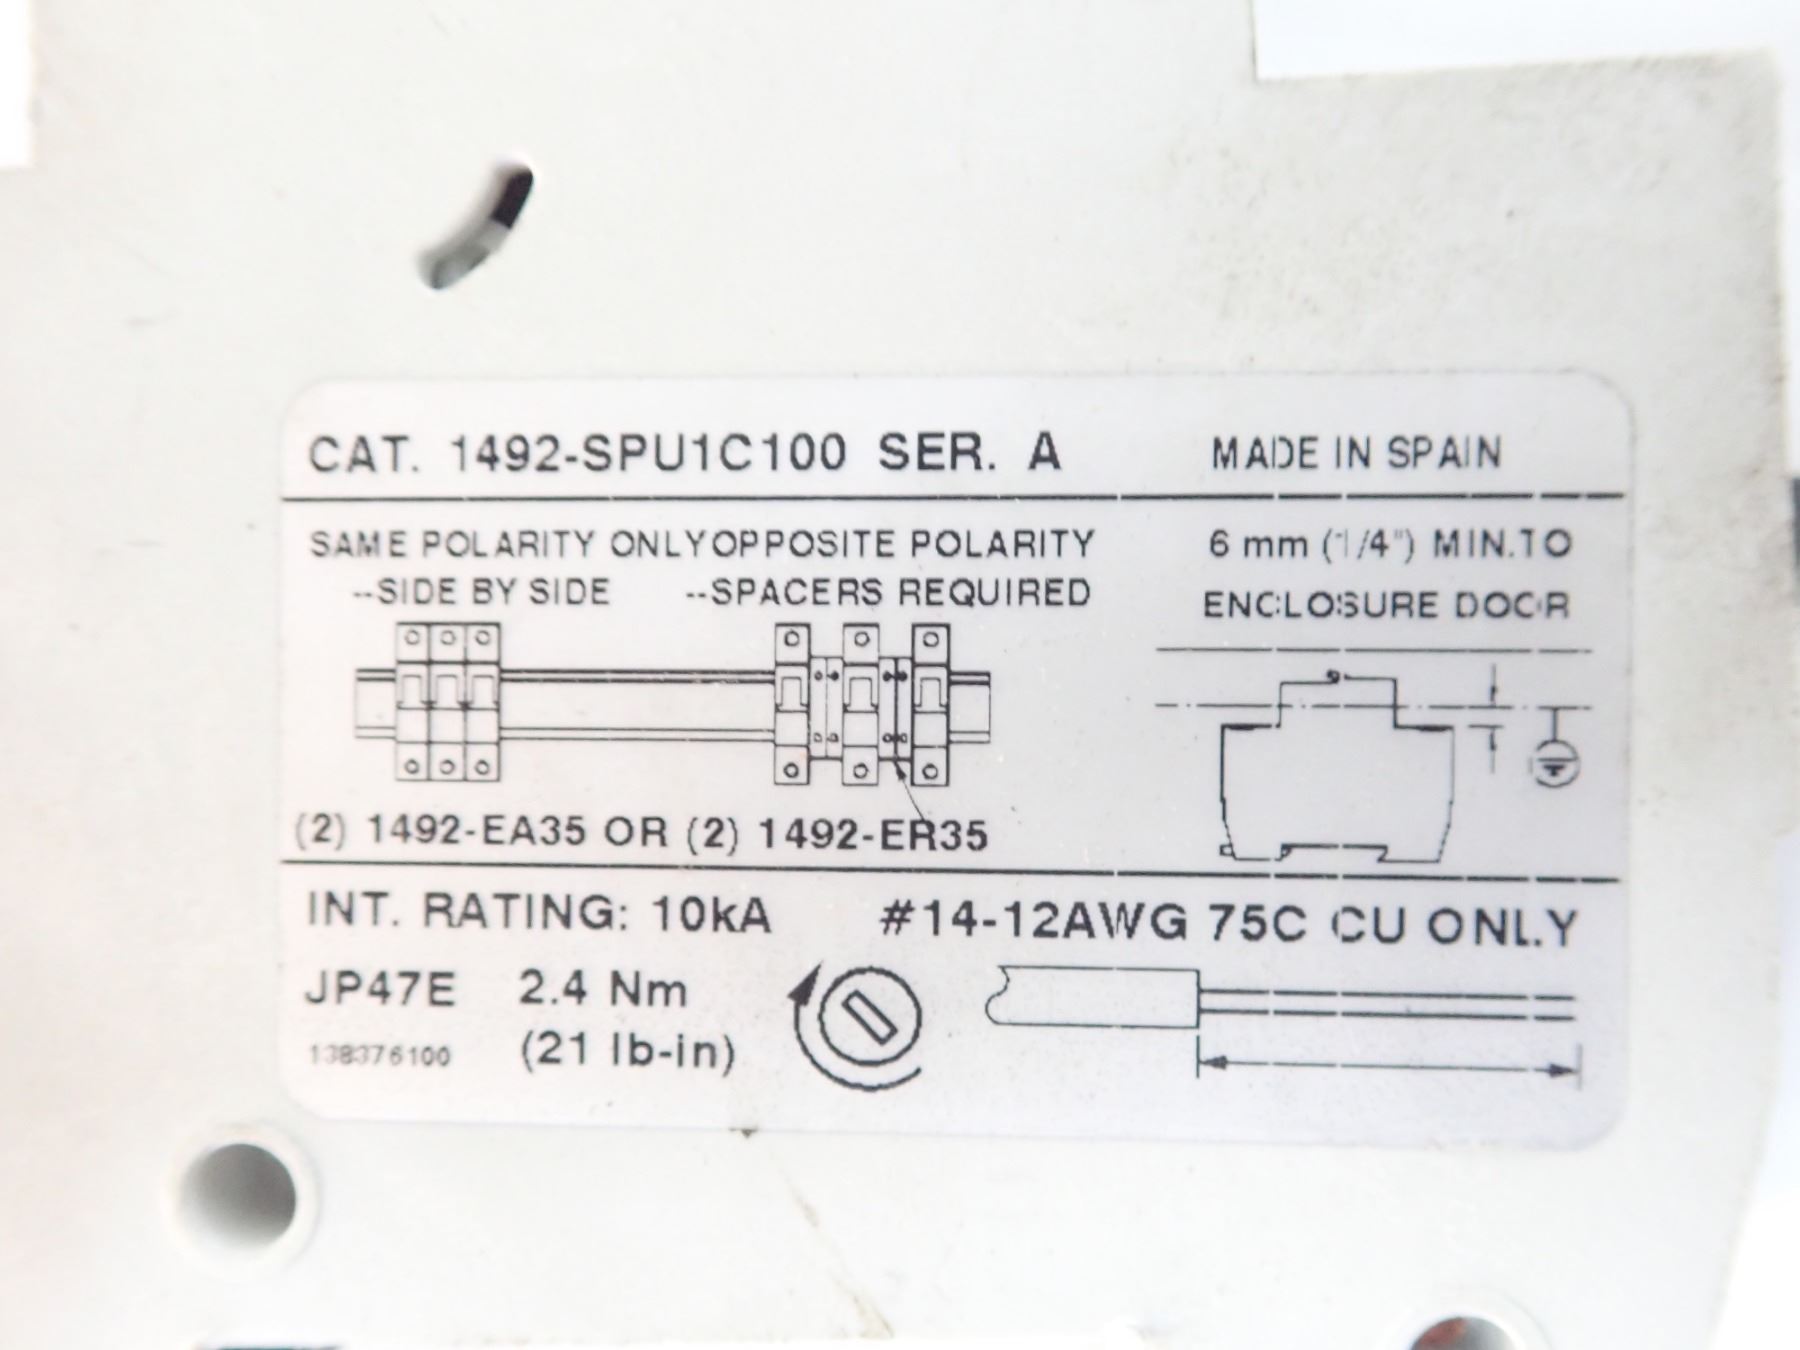 CAT. 1492-SPU1C100 SER. A
MADE IN SPAIN
SAME POLARITY ONLY
--SIDE BY SIDE
OPPOSITE POLARITY
--SPACERS REQUIRED
6 mm (1/4") MIN.TO
ENCLOSURE DOOR
(2) 1492-EA35 OR (2) 1492-ER35
INT. RATING: 10kA
#14-12AWG 75C CU ONLY
JP47E
138376100
2.4 Nm
(21 lb-in)